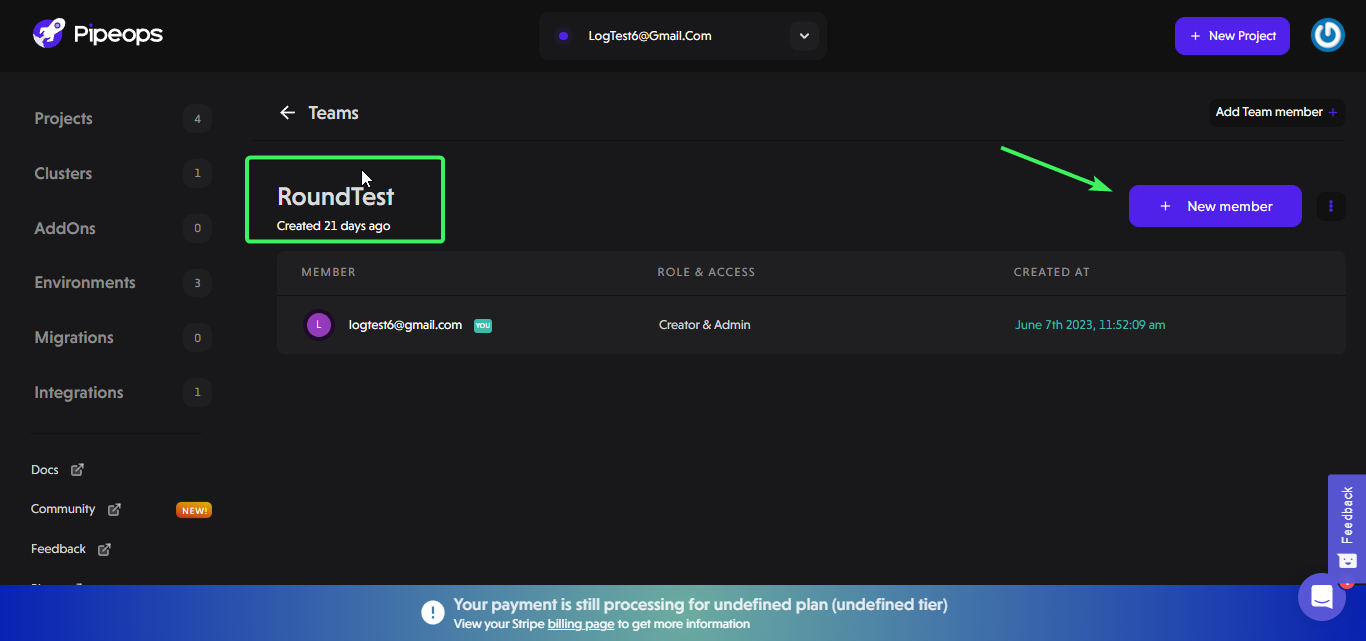 Pipeops
LogTest6@Gmail.Com
+ New Project
Projects 4
Clusters 1
AddOns 0
Environments 3
Migrations 0
Integrations 1
Docs
Community NEW!
Feedback
Teams
Add Team member +
RoundTest
Created 21 days ago
+ New member
MEMBER ROLE & ACCESS CREATED AT
L logtest6@gmail.com YOU Creator & Admin June 7th 2023, 11:52:09 am
Feedback
Your payment is still processing for undefined plan (undefined tier)
View your Stripe billing page to get more information